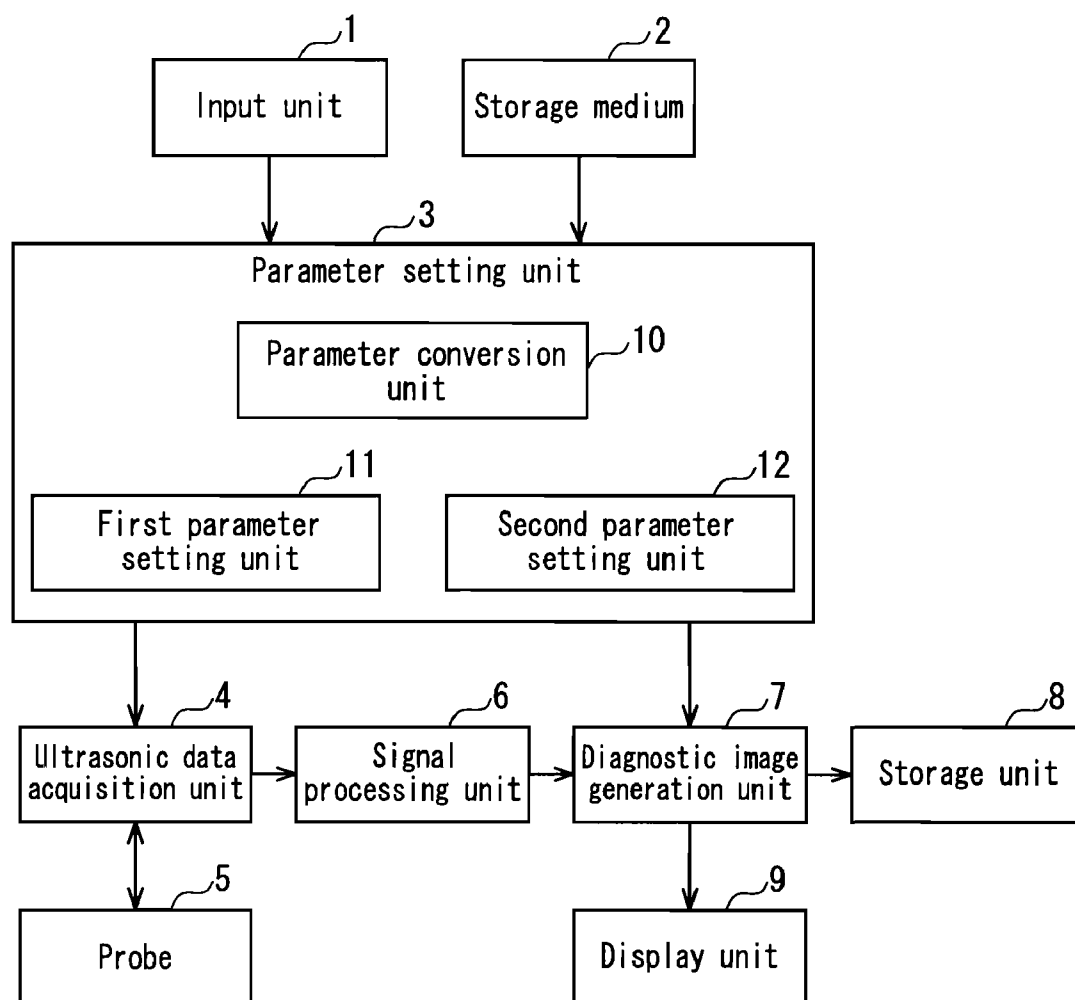 1
2
Input unit
Storage medium
3
Parameter setting unit
Parameter conversion
unit
10
11
12
First parameter
setting unit
Second parameter
setting unit
4
6
7
8
Ultrasonic data
acquisition unit
Signal
processing unit
Diagnostic image
generation unit
Storage unit
5
9
Probe
Display unit